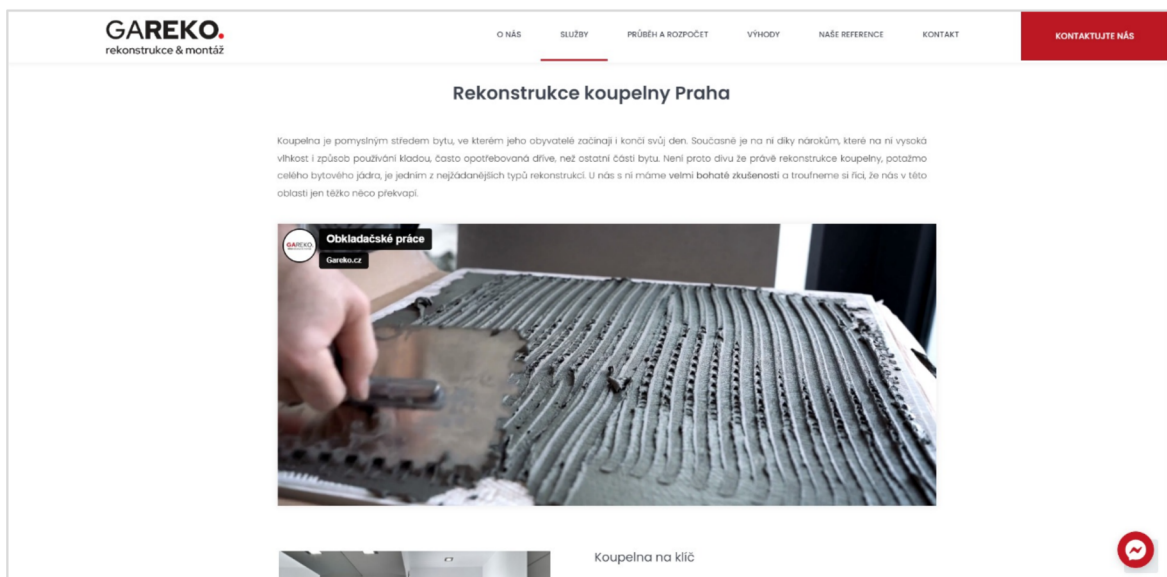 GAREKO.
rekonstrukce & montáž
O NÁS SLUŽBY PRŮBĚH A ROZPOČET VÝHODY NAŠE REFERENCE KONTAKT KONTAKTUJTE NÁS
Rekonstrukce koupelny Praha
Koupelna je pomyslným středem bytu, ve kterém jeho obyvatelé začínají i končí svůj den. Současně je na ni díky nárokům, které na ní vysoká
vlhkost i způsob používání kladou, často opotřebovaná dříve, než ostatní části bytu. Není proto divu že právě rekonstrukce koupelny, potažmo
celého bytového jádra, je jedním z nejžádanějších typů rekonstrukcí. U nás s ní máme velmi bohaté zkušenosti a troufneme si říci, že nás v této
oblasti jen těžko něco překvapí.
GAREKO.
Obkladačské práce
Gareko.cz
Koupelna na klíč